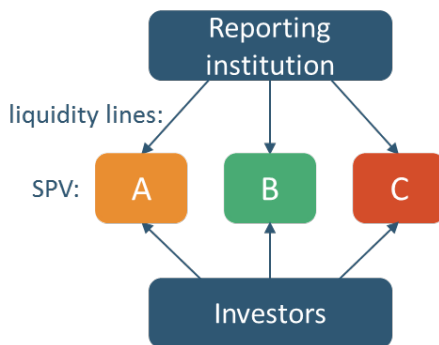 Reporting
institution
liquidity lines:
SPV: A B C
Investors